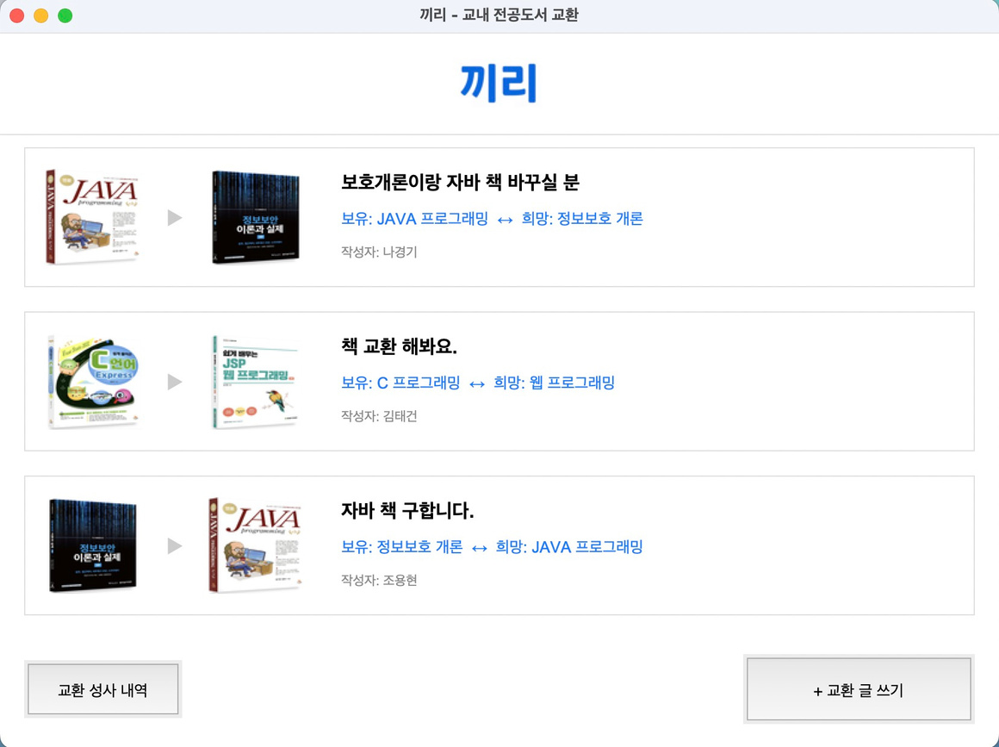 끼리 - 교내 전공도서 교환
끼리
JAVA
programming
JAVA
정보보안
이론과 실제
보호개론이랑 자바 책 바꾸실 분
보유: JAVA 프로그래밍 ↔ 희망: 정보보호 개론
작성자: 나경기
C 언어
Express
쉽게 배우는
JSP
웹 프로그래밍
책 교환 해봐요.
보유: C 프로그래밍 ↔ 희망: 웹 프로그래밍
작성자: 김태건
정보보안
이론과 실제
JAVA
programming
JAVA
자바 책 구합니다.
보유: 정보보호 개론 ↔ 희망: JAVA 프로그래밍
작성자: 조용현
교환 성사 내역
+ 교환 글 쓰기